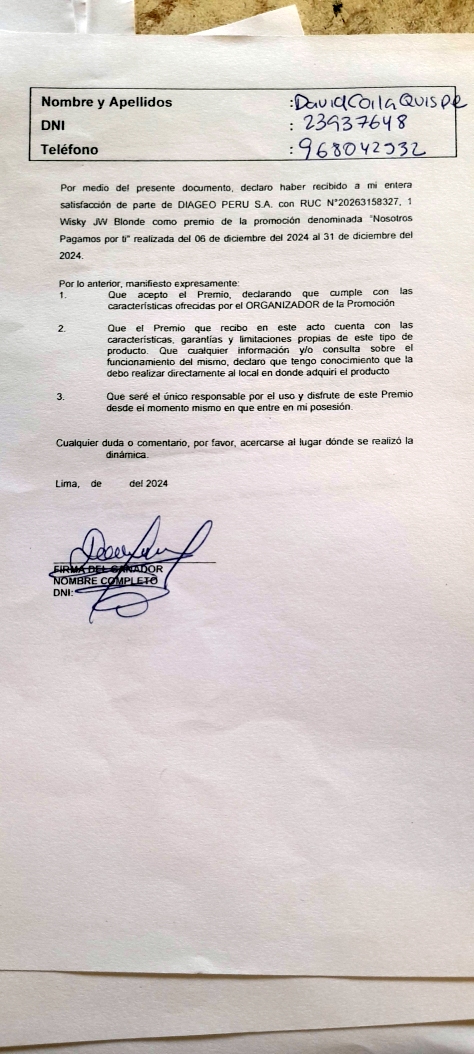 Nombre y Apellidos :David Coila Quispe
DNI : 23937648
Teléfono : 968042932
Por medio del presente documento, declaro haber recibido a mi entera
satisfacción de parte de DIAGEO PERU S.A. con RUC N°20263158327, 1
Wisky JW Blonde como premio de la promoción denominada "Nosotros
Pagamos por ti" realizada del 06 de diciembre del 2024 al 31 de diciembre del
2024.
Por lo anterior, manifiesto expresamente:
1. Que acepto el Premio, declarando que cumple con las
características ofrecidas por el ORGANIZADOR de la Promoción
2. Que el Premio que recibo en este acto cuenta con las
características, garantías y limitaciones propias de este tipo de
producto. Que cualquier información y/o consulta sobre el
funcionamiento del mismo, declaro que tengo conocimiento que la
debo realizar directamente al local en donde adquirí el producto
3. Que seré el único responsable por el uso y disfrute de este Premio
desde el momento mismo en que entre en mi posesión.
Cualquier duda o comentario, por favor, acercarse al lugar dónde se realizó la
dinámica.
Lima, de del 2024
FIRMA DEL GANADOR
NOMBRE COMPLETO
DNI: